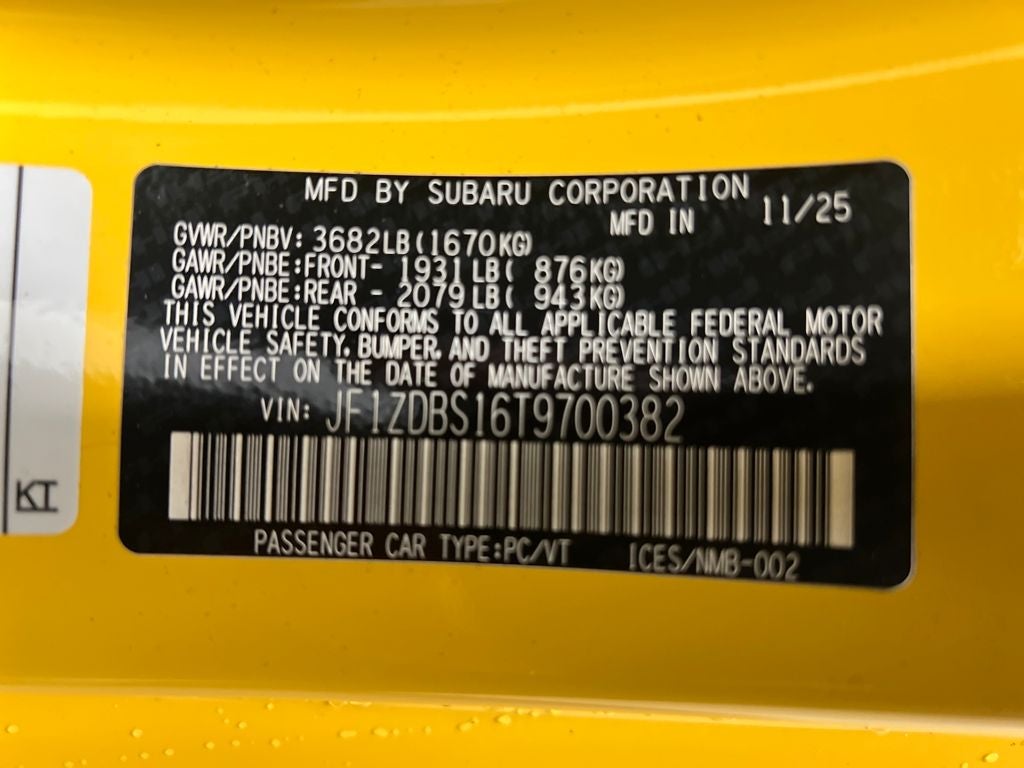 MFD BY SUBARU CORPORATION
MFD IN 11/25
GVWR/PNBV: 3682LB(1670KG)
GAWR/PNBE:FRONT- 1931LB( 876KG)
GAWR/PNBE:REAR - 2079LB( 943KG)
THIS VEHICLE CONFORMS TO ALL APPLICABLE FEDERAL MOTOR
VEHICLE SAFETY, BUMPER, AND THEFT PREVENTION STANDARDS
IN EFFECT ON THE DATE OF MANUFACTURE SHOWN ABOVE.
VIN: JF1ZDBS16T9700382
PASSENGER CAR TYPE:PC/VT ICES/NMB-002